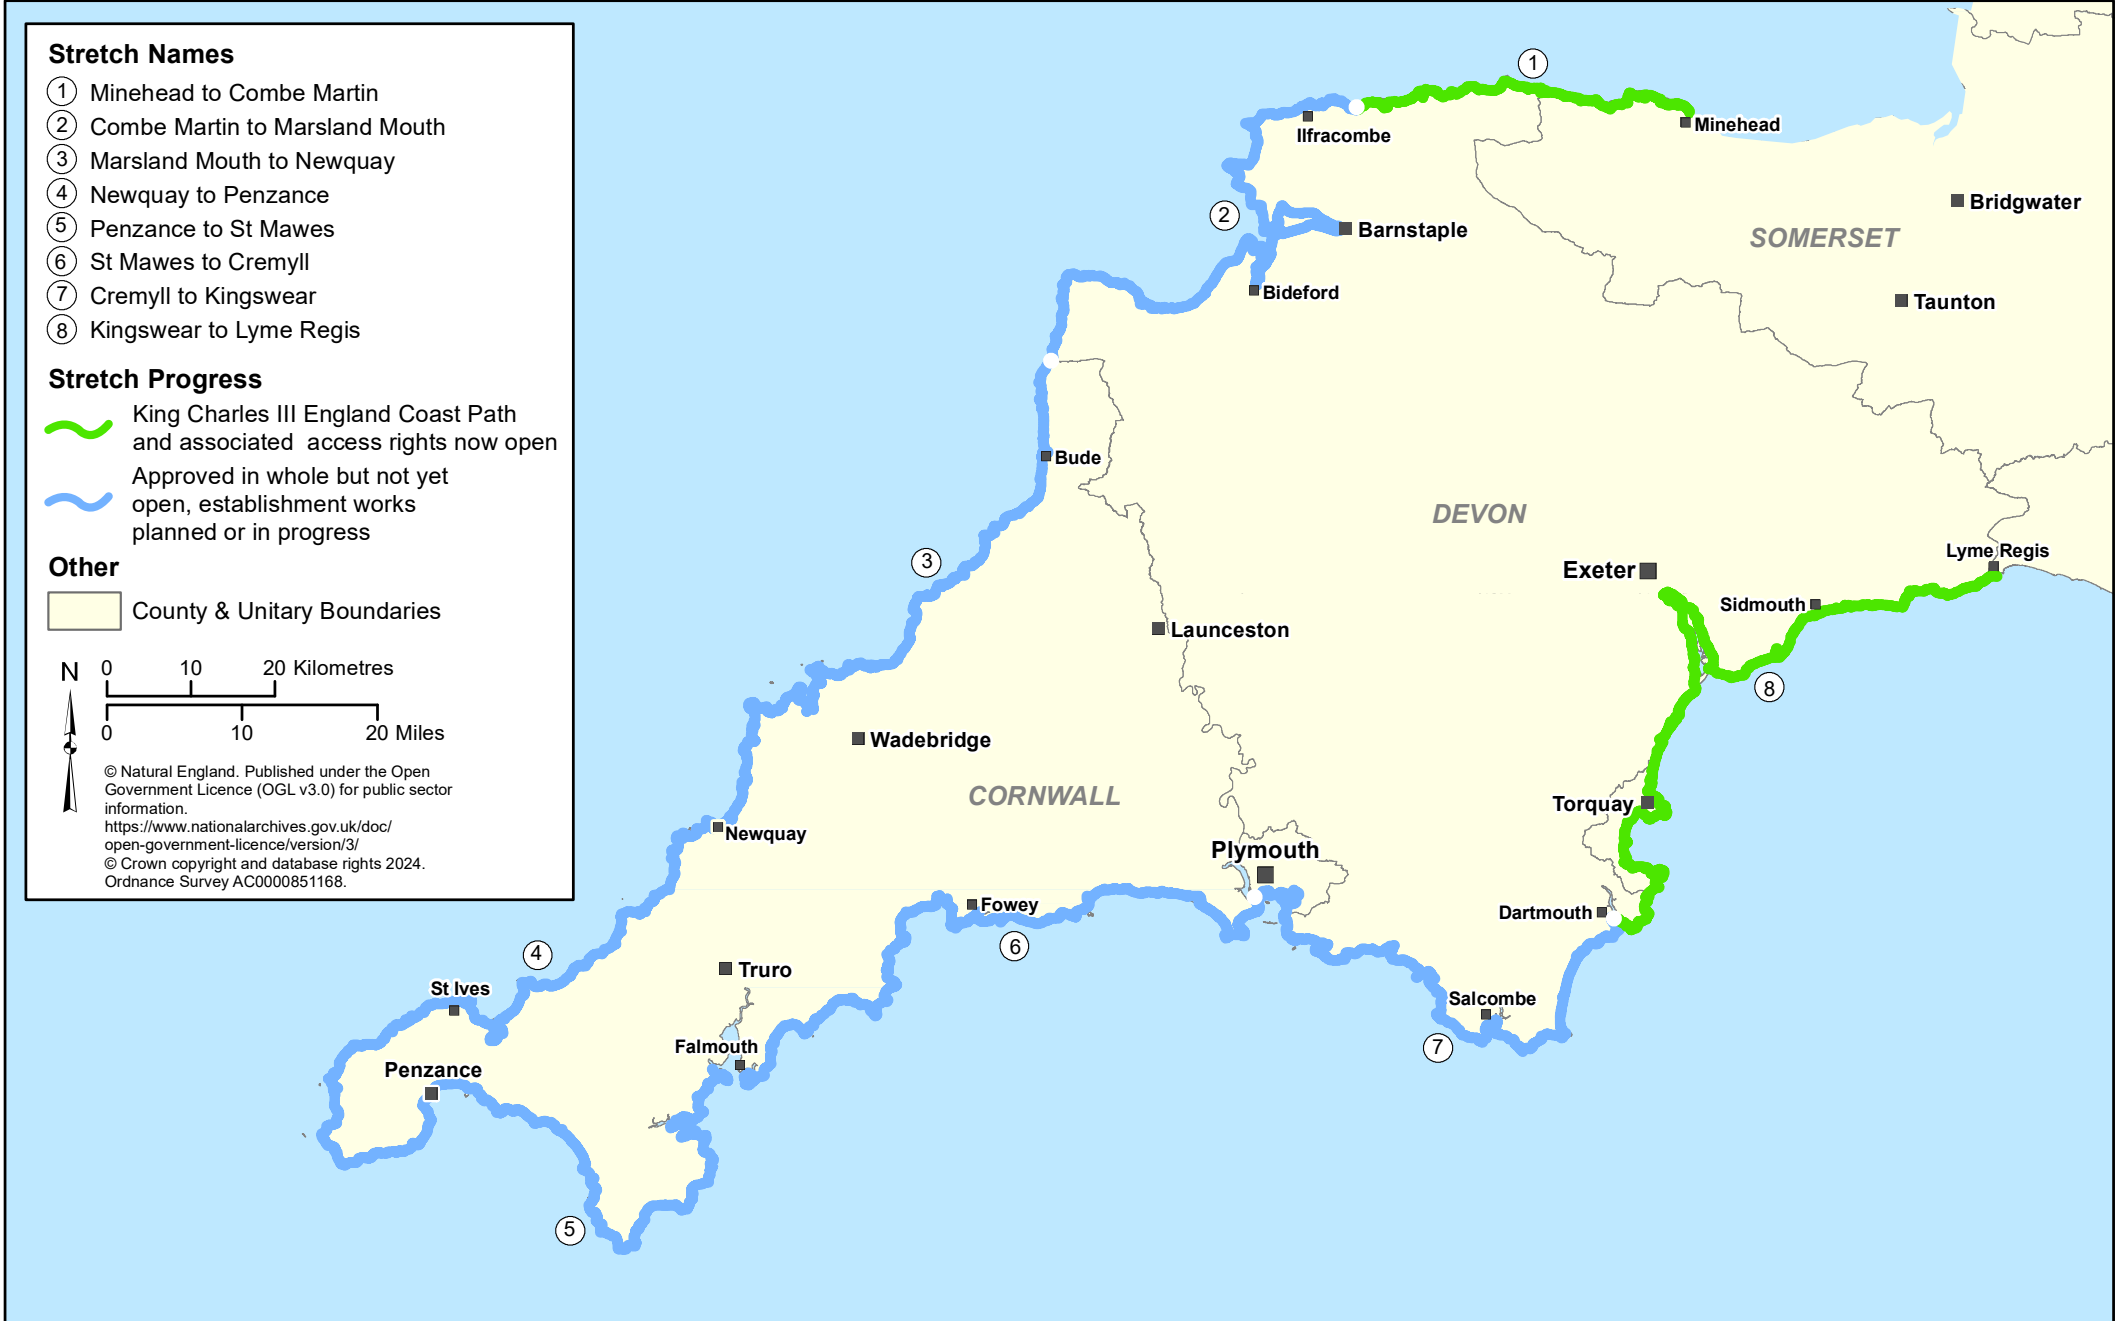 Stretch Names
1 Minehead to Combe Martin
2 Combe Martin to Marsland Mouth
3 Marsland Mouth to Newquay
4 Newquay to Penzance
5 Penzance to St Mawes
6 St Mawes to Cremyll
7 Cremyll to Kingswear
8 Kingswear to Lyme Regis
Stretch Progress
King Charles III England Coast Path
and associated access rights now open
Approved in whole but not yet
open, establishment works
planned or in progress
Other
County & Unitary Boundaries
N
0 10 20 Kilometres
0 10 20 Miles
© Natural England. Published under the Open
Government Licence (OGL v3.0) for public sector
information.
https://www.nationalarchives.gov.uk/doc/
open-government-licence/version/3/
© Crown copyright and database rights 2024.
Ordnance Survey AC0000851168.
1
Minehead
Ilfracombe
Bridgwater
2
Barnstaple
SOMERSET
Bideford
Taunton
Bude
DEVON
Lyme Regis
3
Exeter
Sidmouth
Launceston
8
Wadebridge
CORNWALL
Torquay
Newquay
Plymouth
Fowey
Dartmouth
6
4
Truro
St Ives
Salcombe
Falmouth
7
Penzance
5